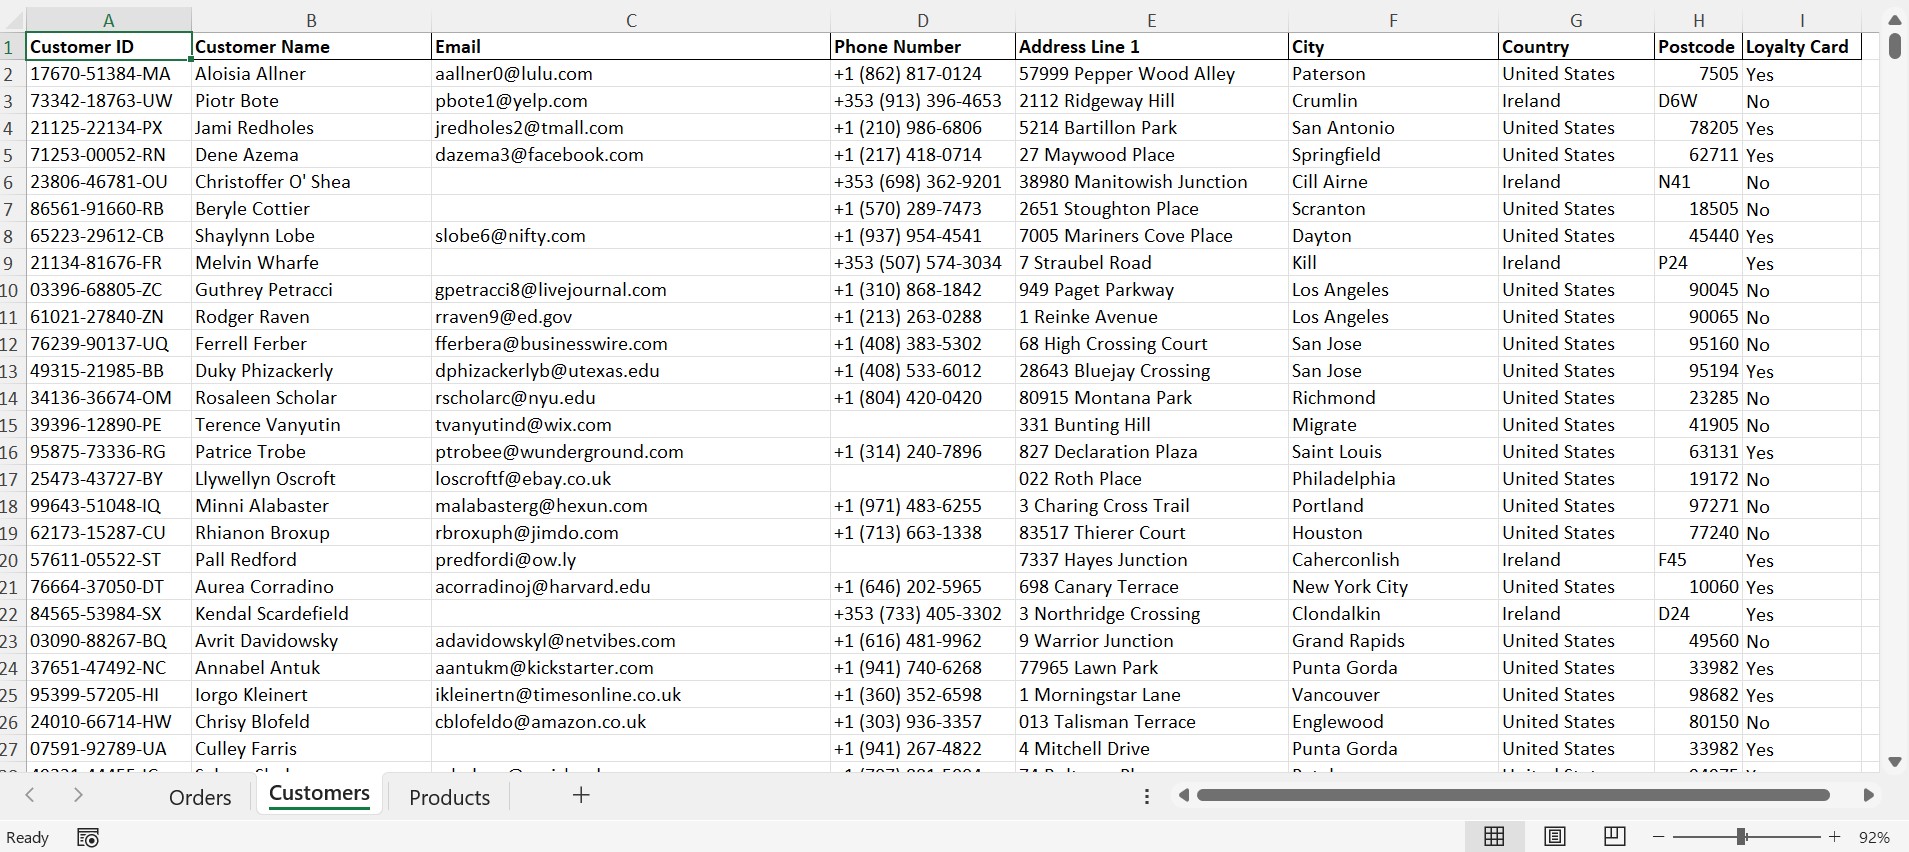 A B C D E F G H I
1 Customer ID Customer Name Email Phone Number Address Line 1 City Country Postcode Loyalty Card
2 17670-51384-MA Aloisia Allner aallner0@lulu.com +1 (862) 817-0124 57999 Pepper Wood Alley Paterson United States 7505 Yes
3 73342-18763-UW Piotr Bote pbote1@yelp.com +353 (913) 396-4653 2112 Ridgeway Hill Crumlin Ireland D6W No
4 21125-22134-PX Jami Redholes jredholes2@tmall.com +1 (210) 986-6806 5214 Bartillon Park San Antonio United States 78205 Yes
5 71253-00052-RN Dene Azema dazema3@facebook.com +1 (217) 418-0714 27 Maywood Place Springfield United States 62711 Yes
6 23806-46781-OU Christoffer O' Shea +353 (698) 362-9201 38980 Manitowish Junction Cill Airne Ireland N41 No
7 86561-91660-RB Beryle Cottier +1 (570) 289-7473 2651 Stoughton Place Scranton United States 18505 No
8 65223-29612-CB Shaylynn Lobe slobe6@nifty.com +1 (937) 954-4541 7005 Mariners Cove Place Dayton United States 45440 Yes
9 21134-81676-FR Melvin Wharfe +353 (507) 574-3034 7 Straubel Road Kill Ireland P24 Yes
10 03396-68805-ZC Guthrey Petracci gpetracci8@livejournal.com +1 (310) 868-1842 949 Paget Parkway Los Angeles United States 90045 No
11 61021-27840-ZN Rodger Raven rraven9@ed.gov +1 (213) 263-0288 1 Reinke Avenue Los Angeles United States 90065 No
12 76239-90137-UQ Ferrell Ferber fferbera@businesswire.com +1 (408) 383-5302 68 High Crossing Court San Jose United States 95160 No
13 49315-21985-BB Duky Phizackerly dphizackerlyb@utexas.edu +1 (408) 533-6012 28643 Bluejay Crossing San Jose United States 95194 Yes
14 34136-36674-OM Rosaleen Scholar rscholarc@nyu.edu +1 (804) 420-0420 80915 Montana Park Richmond United States 23285 No
15 39396-12890-PE Terence Vanyutin tvanyutind@wix.com 331 Bunting Hill Migrate United States 41905 No
16 95875-73336-RG Patrice Trobe ptrobee@wunderground.com +1 (314) 240-7896 827 Declaration Plaza Saint Louis United States 63131 Yes
17 25473-43727-BY Llywellyn Oscroft loscroftf@ebay.co.uk 022 Roth Place Philadelphia United States 19172 No
18 99643-51048-IQ Minni Alabaster malabasterg@hexun.com +1 (971) 483-6255 3 Charing Cross Trail Portland United States 97271 No
19 62173-15287-CU Rhianon Broxup rbroxuph@jimdo.com +1 (713) 663-1338 83517 Thierer Court Houston United States 77240 No
20 57611-05522-ST Pall Redford predfordi@ow.ly 7337 Hayes Junction Caherconlish Ireland F45 Yes
21 76664-37050-DT Aurea Corradino acorradinoj@harvard.edu +1 (646) 202-5965 698 Canary Terrace New York City United States 10060 Yes
22 84565-53984-SX Kendal Scardefield +353 (733) 405-3302 3 Northridge Crossing Clondalkin Ireland D24 Yes
23 03090-88267-BQ Avrit Davidowsky adavidowskyl@netvibes.com +1 (616) 481-9962 9 Warrior Junction Grand Rapids United States 49560 No
24 37651-47492-NC Annabel Antuk aantukm@kickstarter.com +1 (941) 740-6268 77965 Lawn Park Punta Gorda United States 33982 Yes
25 95399-57205-HI Iorgo Kleinert ikleinertn@timesonline.co.uk +1 (360) 352-6598 1 Morningstar Lane Vancouver United States 98682 Yes
26 24010-66714-HW Chrisy Blofeld cblofeldo@amazon.co.uk +1 (303) 936-3357 013 Talisman Terrace Englewood United States 80150 No
27 07591-92789-UA Culley Farris +1 (941) 267-4822 4 Mitchell Drive Punta Gorda United States 33982 Yes
Orders Customers Products
Ready 92%